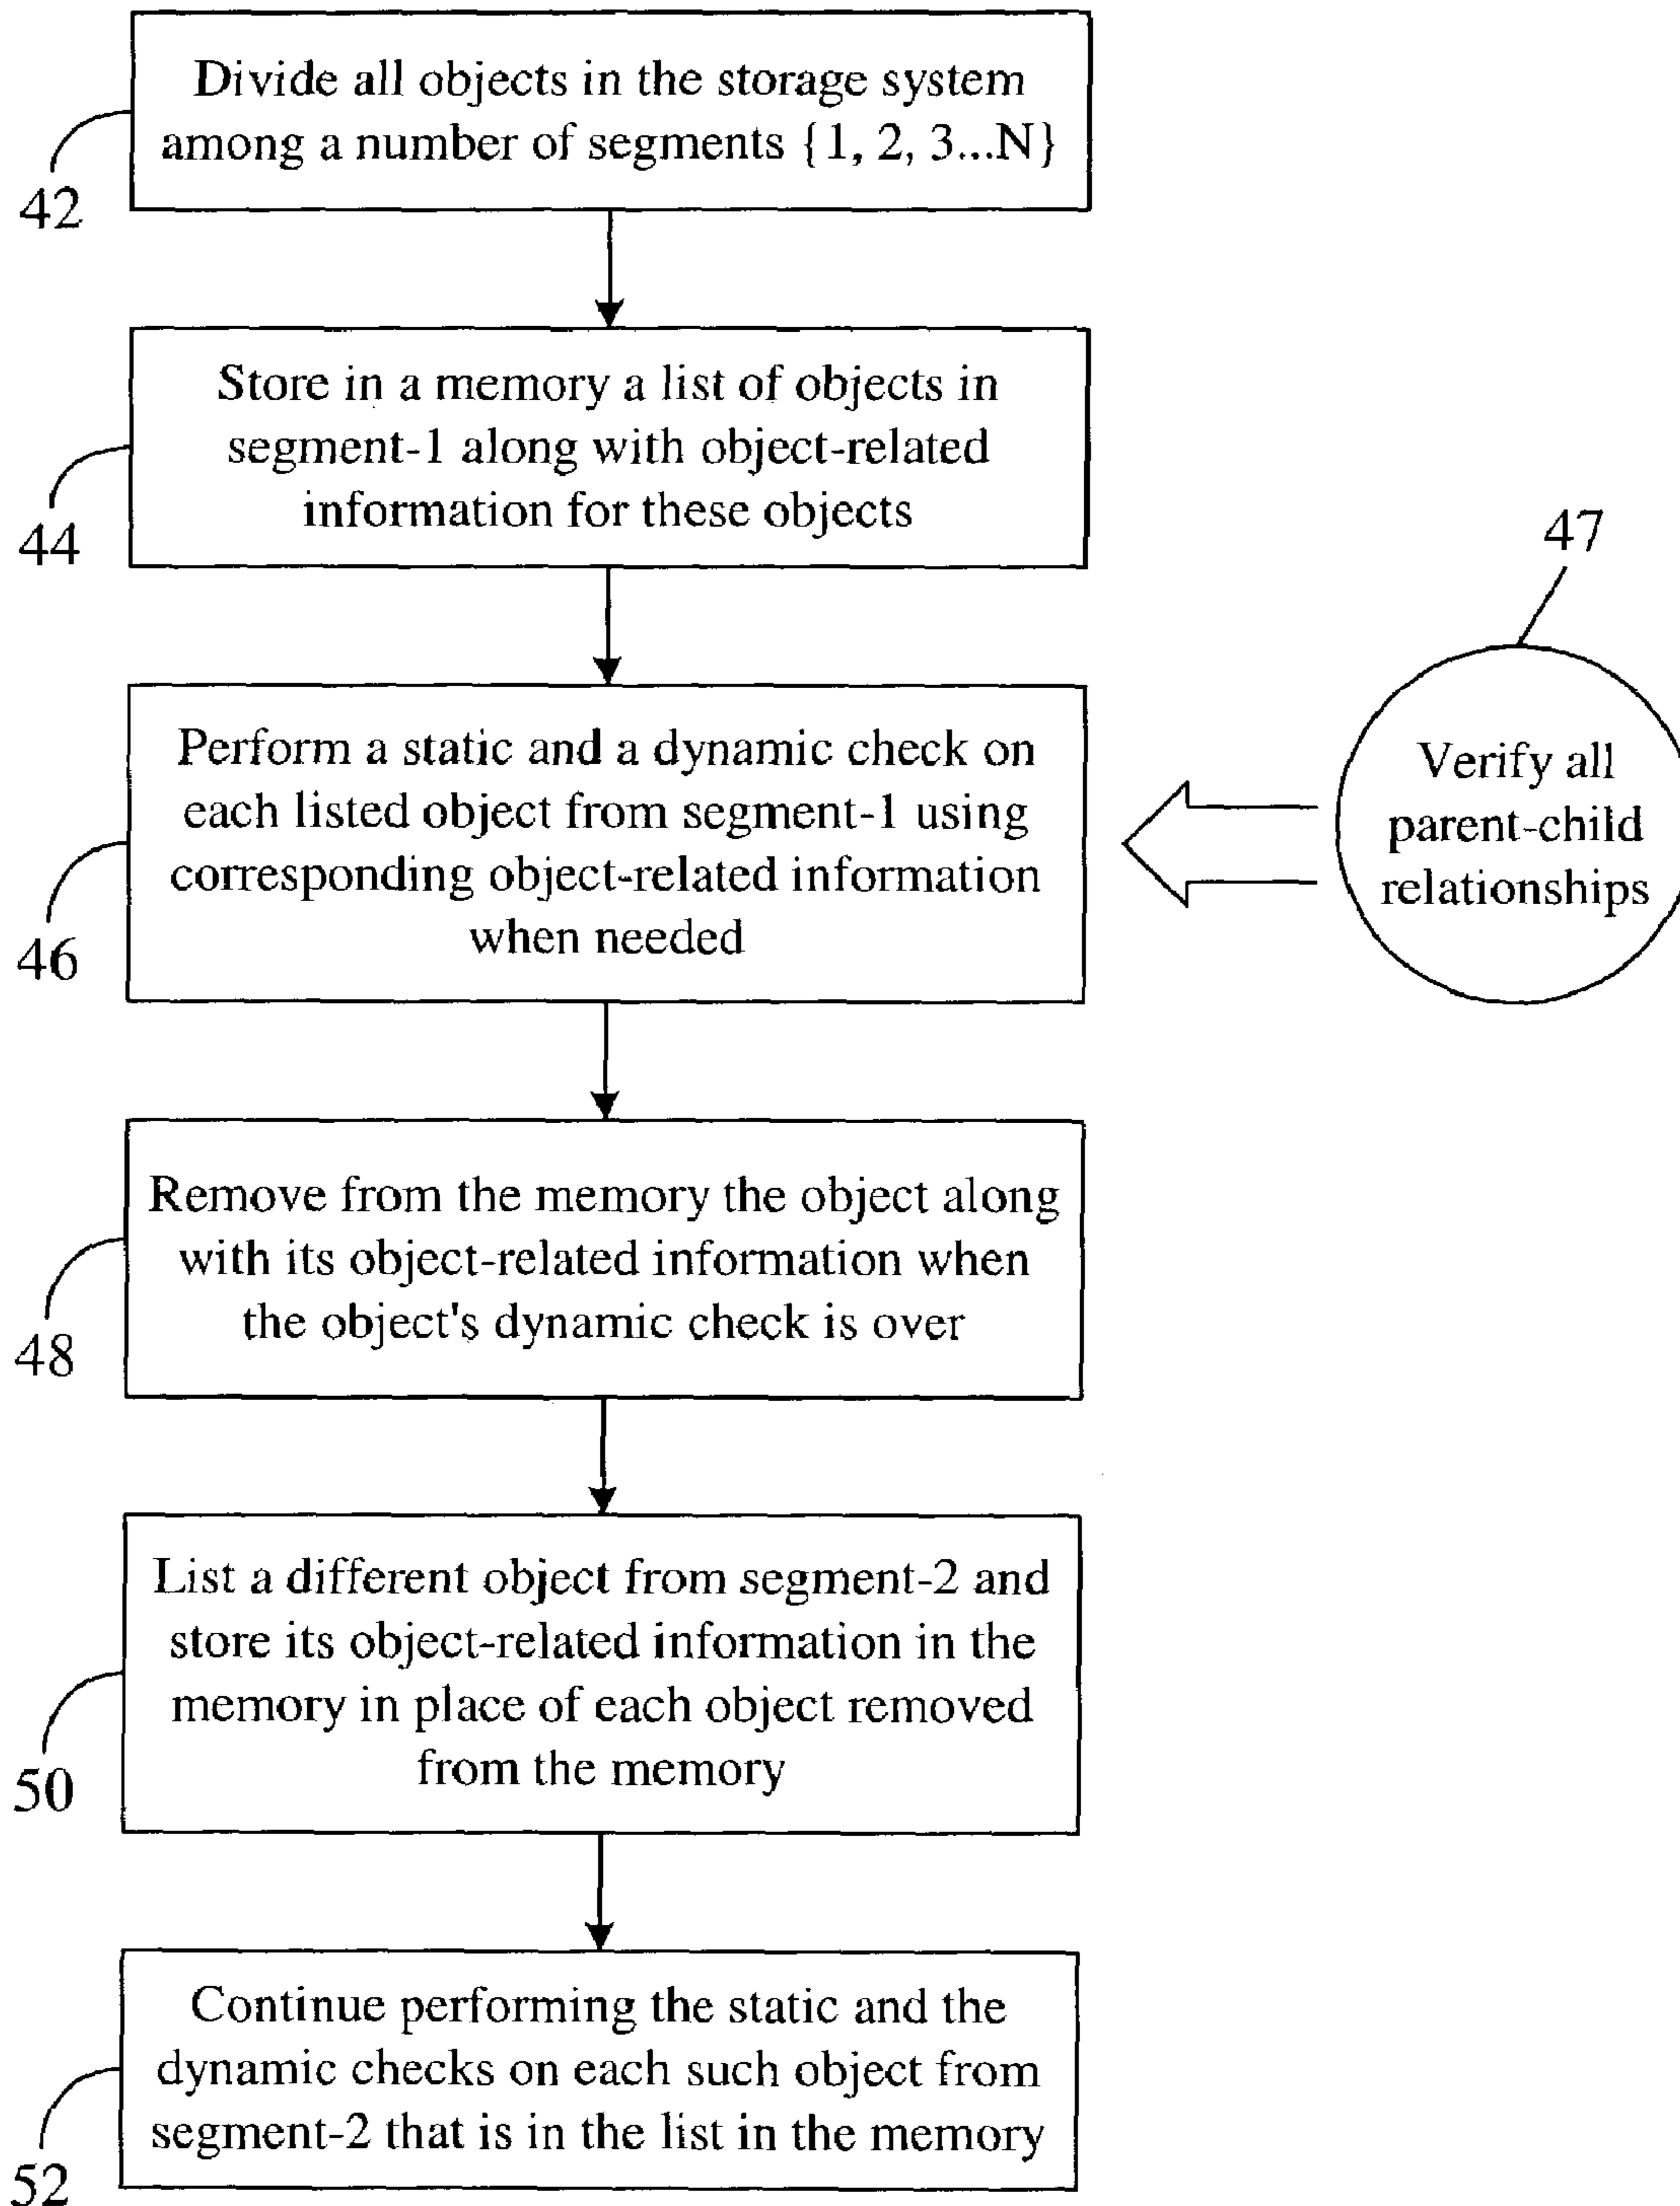 Divide all objects in the storage system
among a number of segments {1, 2, 3...N}
42
Store in a memory a list of objects in
segment-1 along with object-related
information for these objects
44
47
Perform a static and a dynamic check on
each listed object from segment-1 using
corresponding object-related information
when needed
46
Verify all
parent-child
relationships
Remove from the memory the object along
with its object-related information when
the object's dynamic check is over
48
List a different object from segment-2 and
store its object-related information in the
memory in place of each object removed
from the memory
50
Continue performing the static and the
dynamic checks on each such object from
segment-2 that is in the list in the memory
52